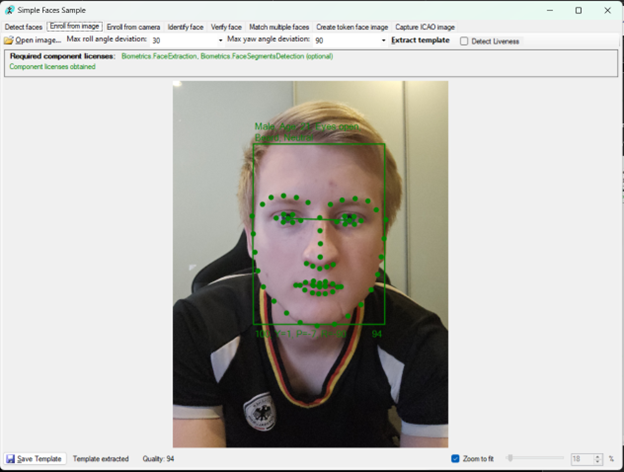 Simple Faces Sample
Detect faces Enroll from image Enroll from camera Identify face Verify face Match multiple faces Create token face image Capture ICAO image
Open image... Max roll angle deviation: 30 Max yaw angle deviation: 90 Extract template Detect Liveness
Required component licenses: Biometrics.FaceExtraction, Biometrics.FaceSegmentsDetection (optional)
Component licenses obtained
Male, Eyes open
94
Save Template Template extracted Quality: 94 Zoom to fit 18 %